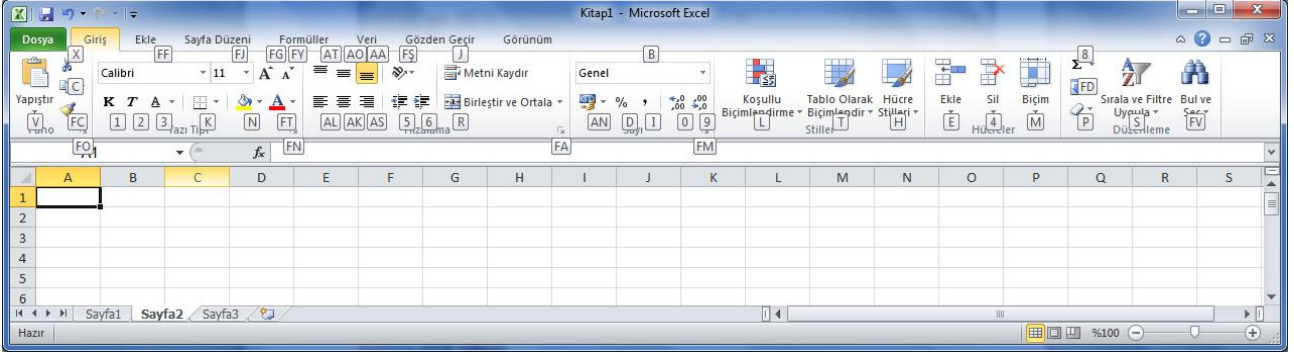 Kitap1 - Microsoft Excel
Dosya Giriş Ekle Sayfa Düzeni Formüller Veri Gözden Geçir Görünüm
X FF FJ FG FY AT AO AA FŞ J B 8
Calibri 11 A A Metni Kaydır Genel Σ
C FD
Yapıştır K T A A Birleştir ve Ortala % , Koşullu Tablo Olarak Hücre Ekle Sil Biçim Sırala ve Filtre Bul ve
Biçimlendirme Biçimlendir Stilleri Uygula Seç
V FC 1 2 3 K N FT AL AK AS 5 6 R AN D I 0 9 L T H E 4 M P S FV
Pano Yazı Tipi Hizalama Sayı Stiller Hücreler Düzenleme
FO A1 fx FN FA FM
A B C D E F G H I J K L M N O P Q R S
1
2
3
4
5
6
Sayfa1 Sayfa2 Sayfa3
Hazır %100